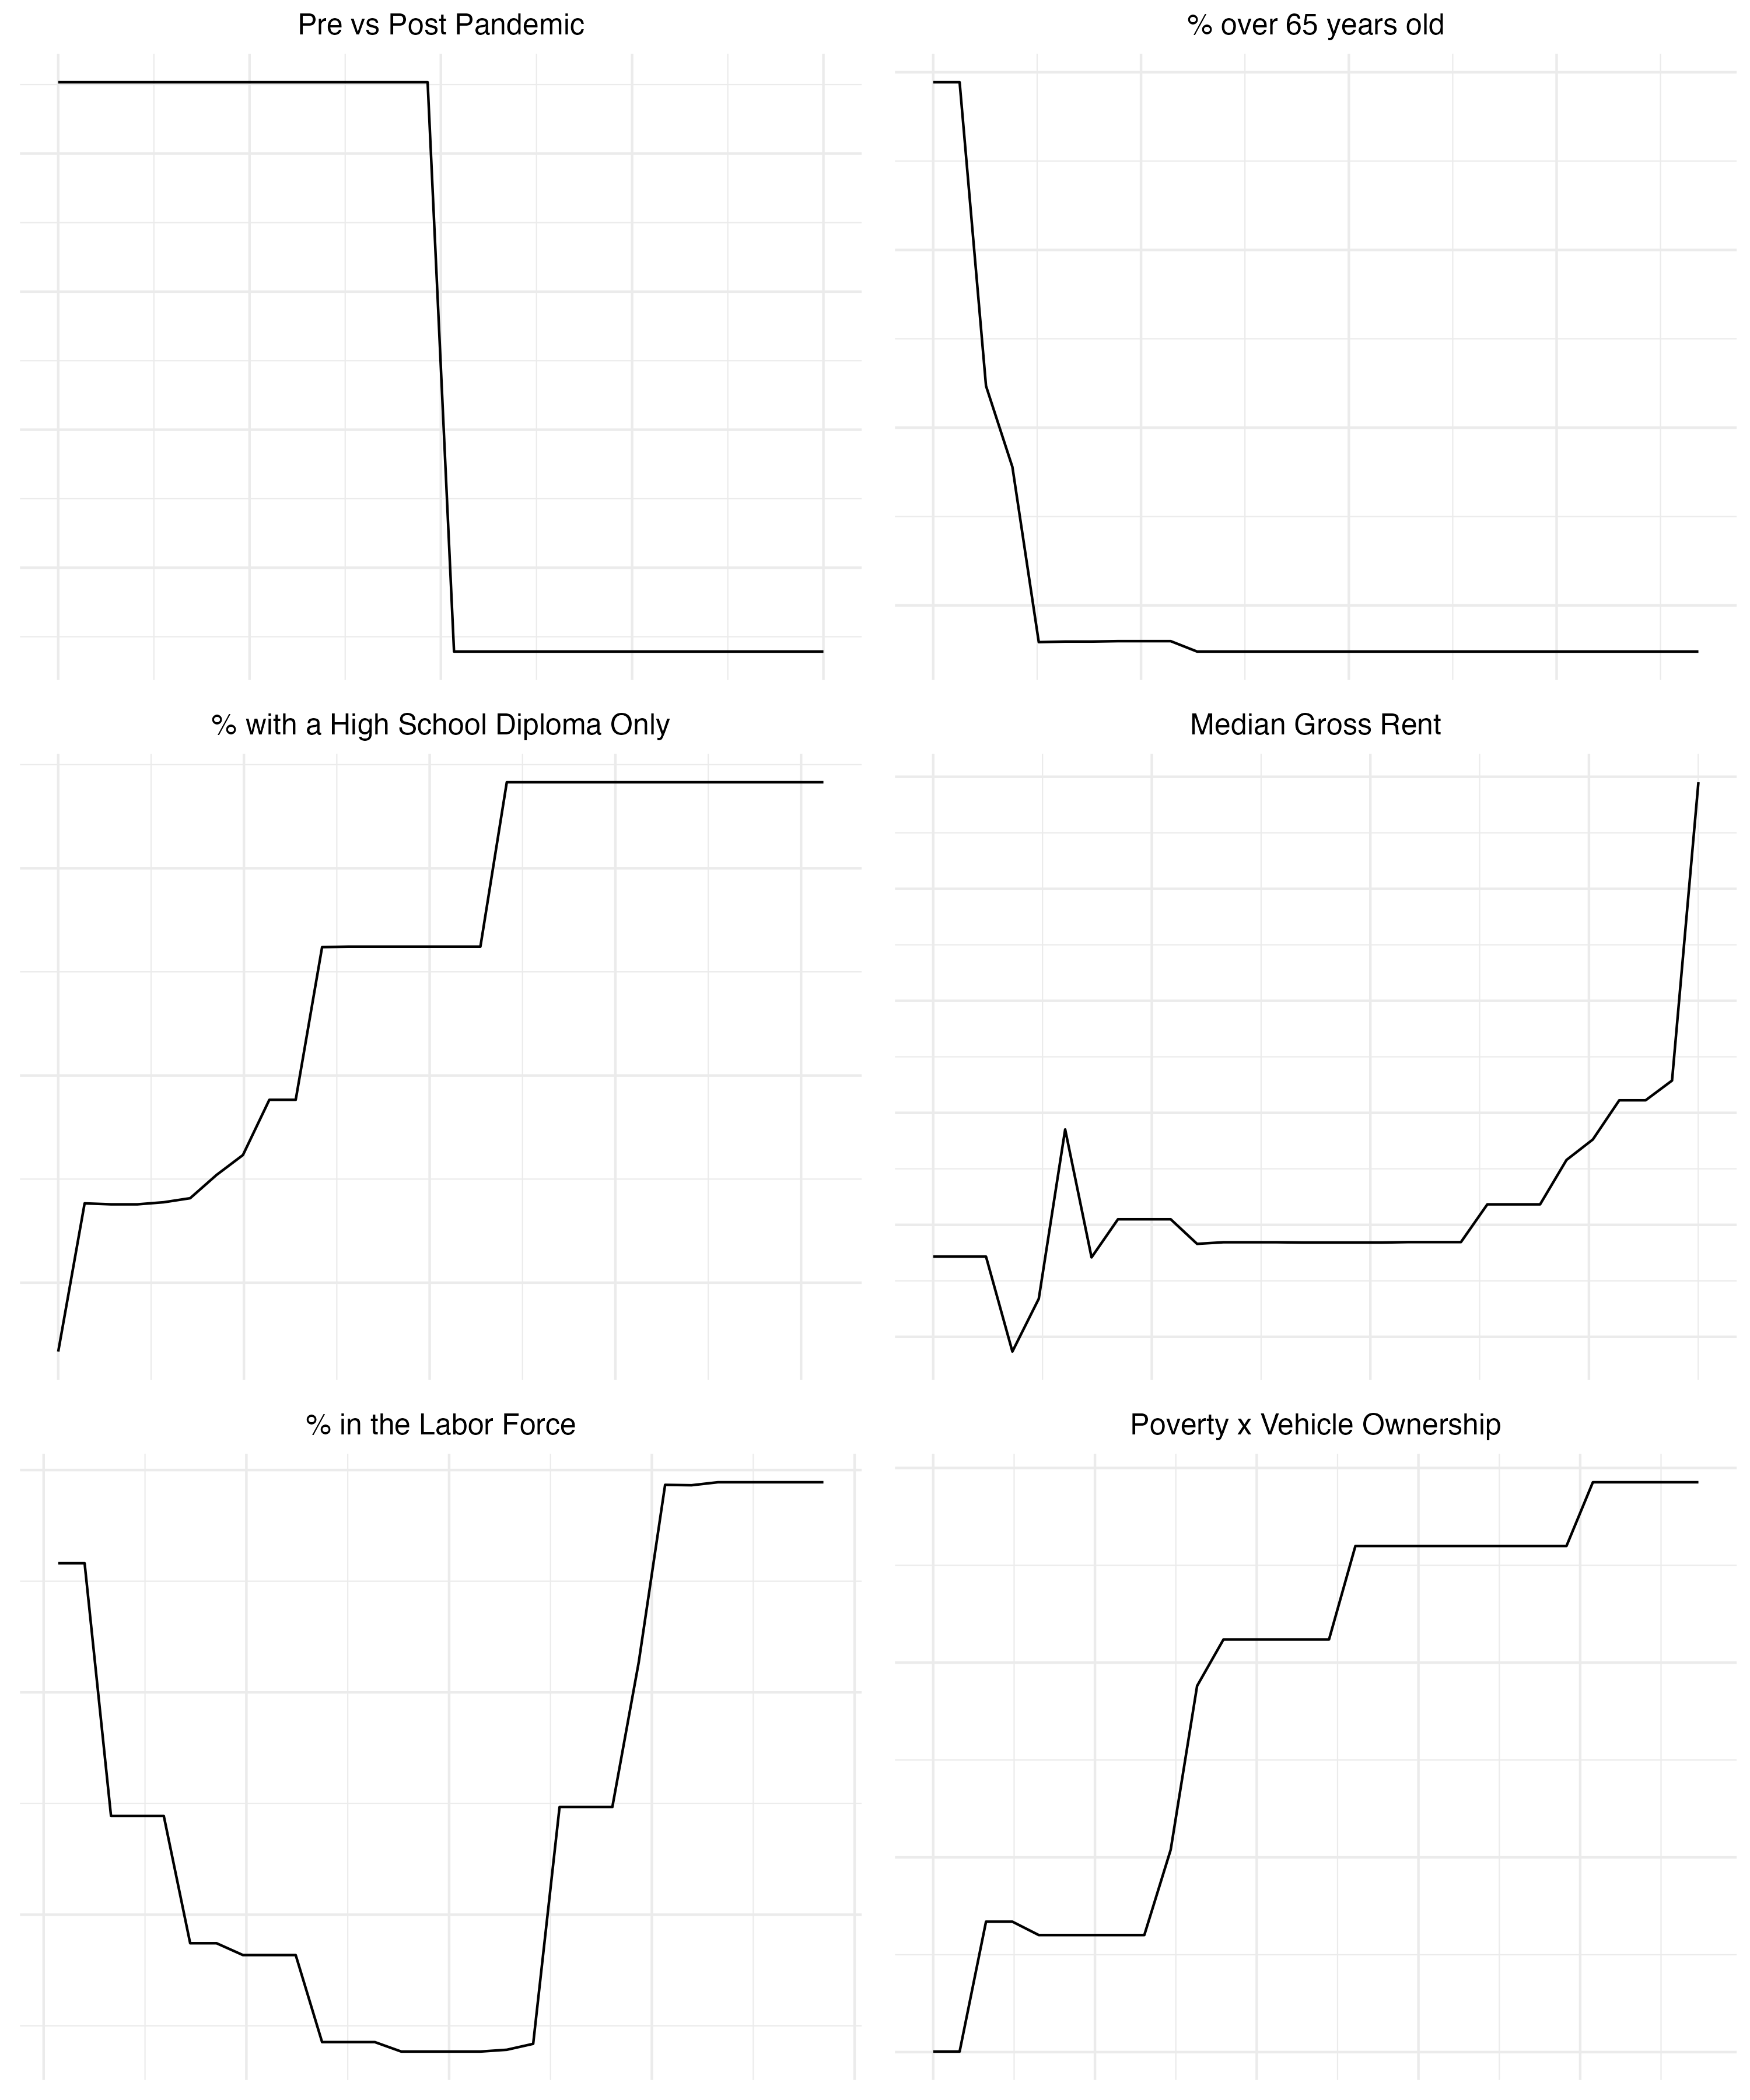 Pre vs Post Pandemic
% over 65 years old
% with a High School Diploma Only
Median Gross Rent
% in the Labor Force
Poverty x Vehicle Ownership